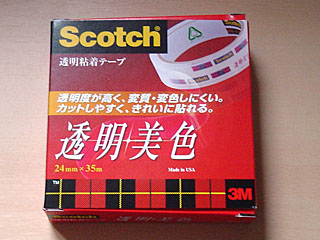 Scotch
透明粘着テープ
透明度が高く、変質・変色しにくい。
カットしやすく、きれいに貼れる。
透明美色
24mm×35m
Made in USA
TM
3M